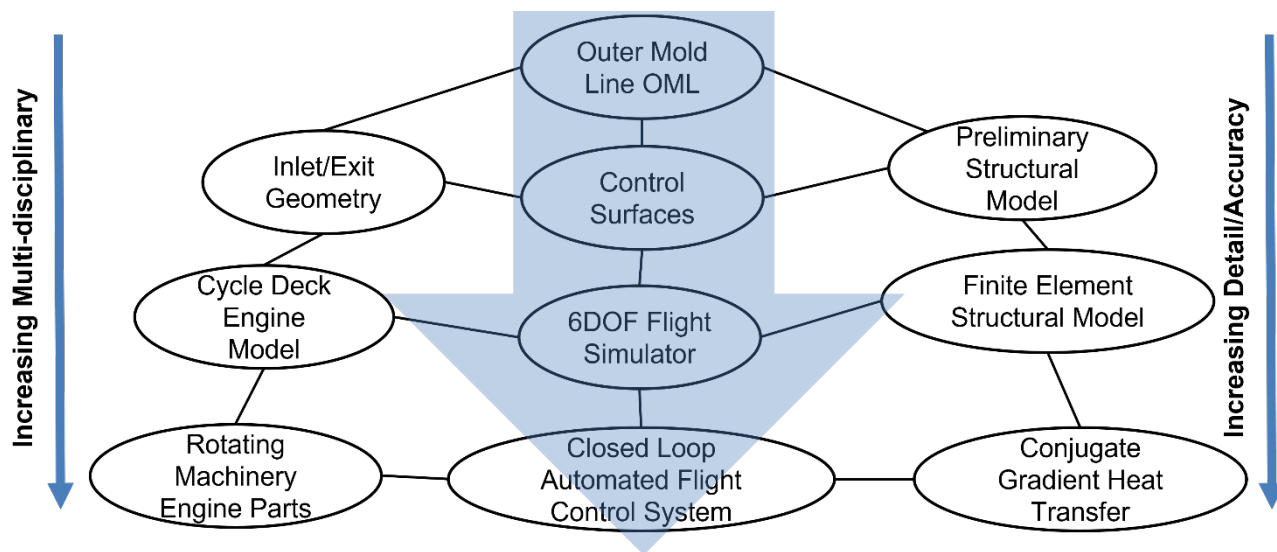 Outer Mold
Line OML
Increasing Multi-disciplinary
Inlet/Exit
Geometry
Control
Surfaces
Preliminary
Structural
Model
Increasing Detail/Accuracy
Cycle Deck
Engine
Model
6DOF Flight
Simulator
Finite Element
Structural Model
Rotating
Machinery
Engine Parts
Closed Loop
Automated Flight
Control System
Conjugate
Gradient Heat
Transfer